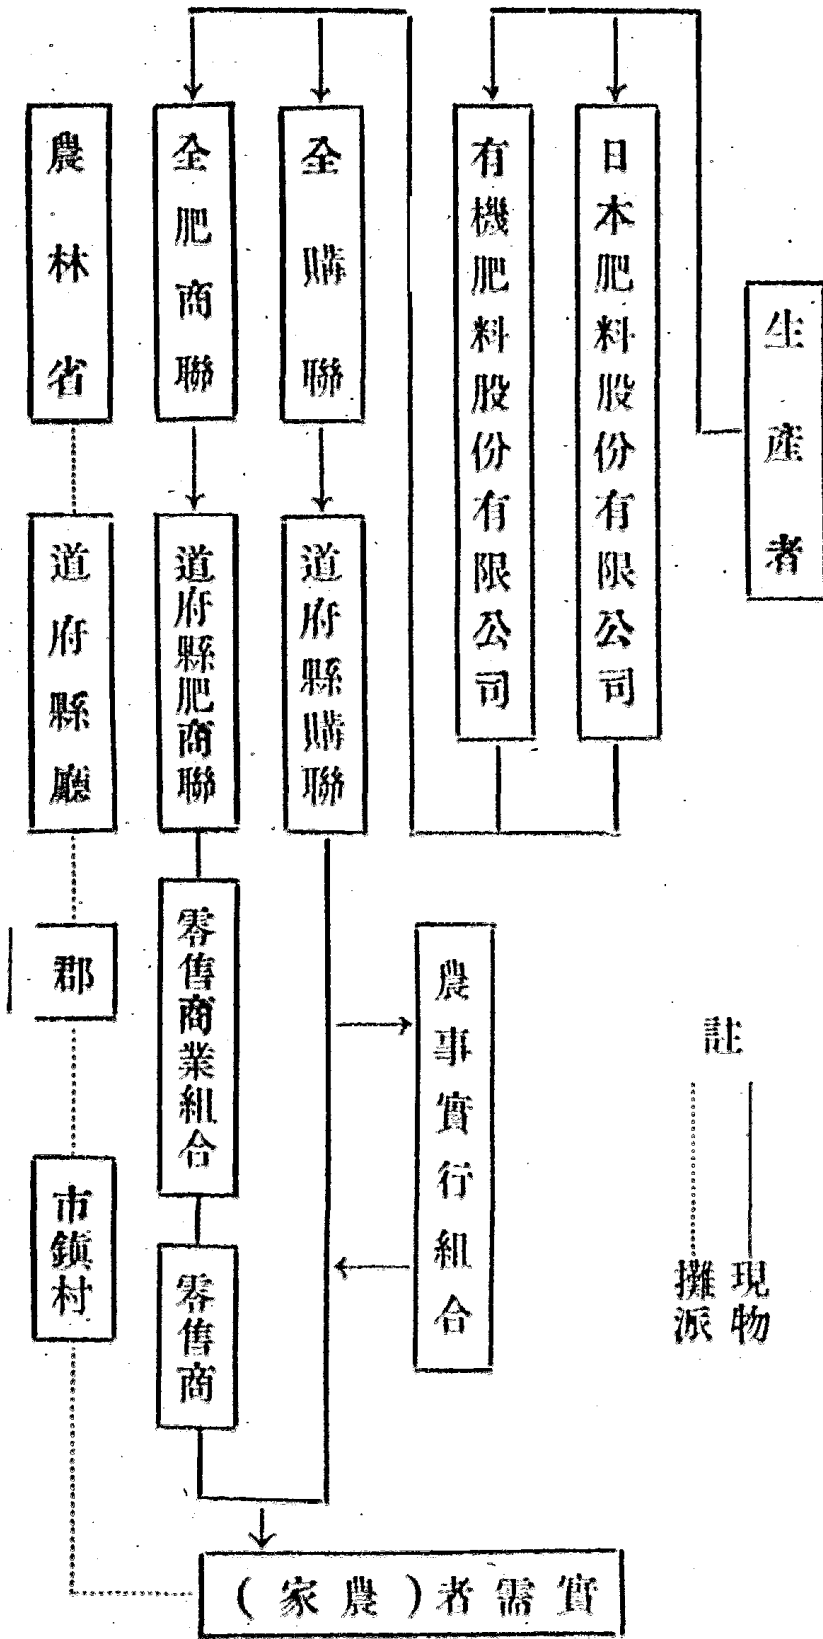 生產者
日本肥料股份有限公司
有機肥料股份有限公司
全購聯
道府縣購聯
全肥商聯
道府縣肥商聯
零售商業組合
零售商
農林省
道府縣廳
郡
市鎭村
農事實行組合
實需者（農家）
註
現物
攤派